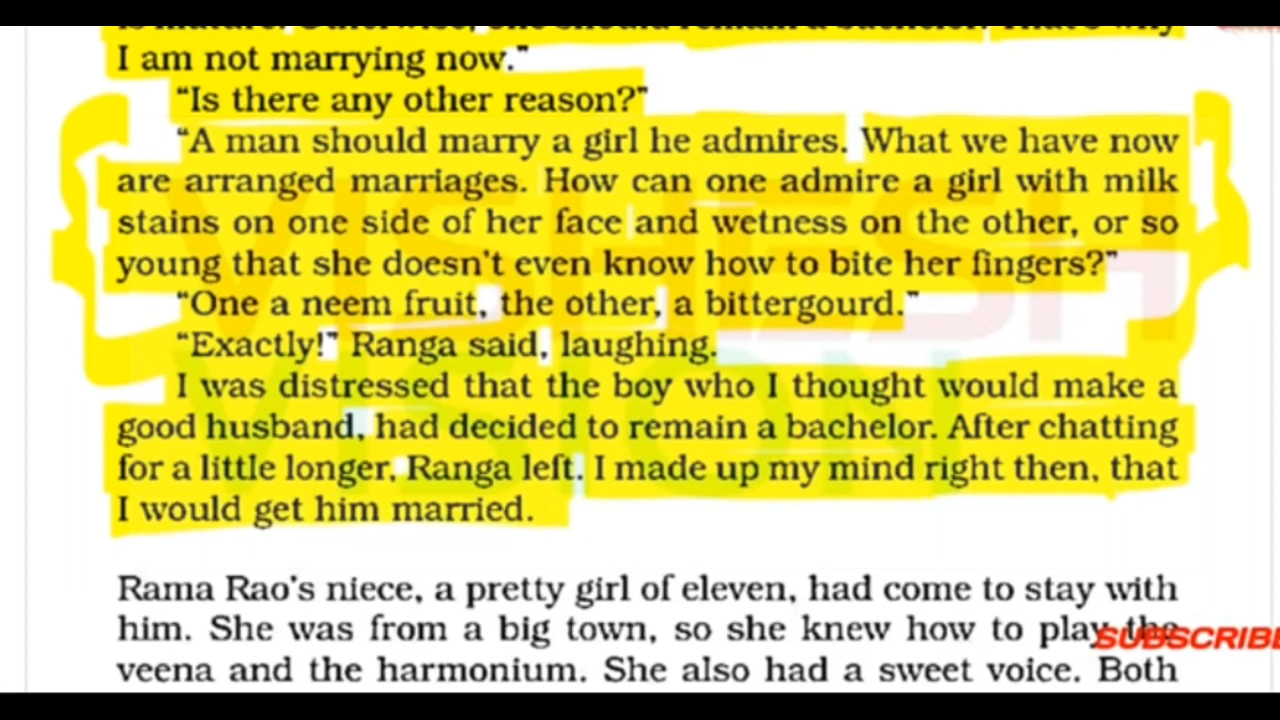 I am not marrying now."
"Is there any other reason?"
"A man should marry a girl he admires. What we have now
are arranged marriages. How can one admire a girl with milk
stains on one side of her face and wetness on the other, or so
young that she doesn't even know how to bite her fingers?"
"One a neem fruit, the other, a bittergourd."
"Exactly!" Ranga said, laughing.
I was distressed that the boy who I thought would make a
good husband, had decided to remain a bachelor. After chatting
for a little longer, Ranga left. I made up my mind right then, that
I would get him married.
Rama Rao's niece, a pretty girl of eleven, had come to stay with
him. She was from a big town, so she knew how to play the
SUBSCRIBE
veena and the harmonium. She also had a sweet voice. Both
VISHESH
VISION